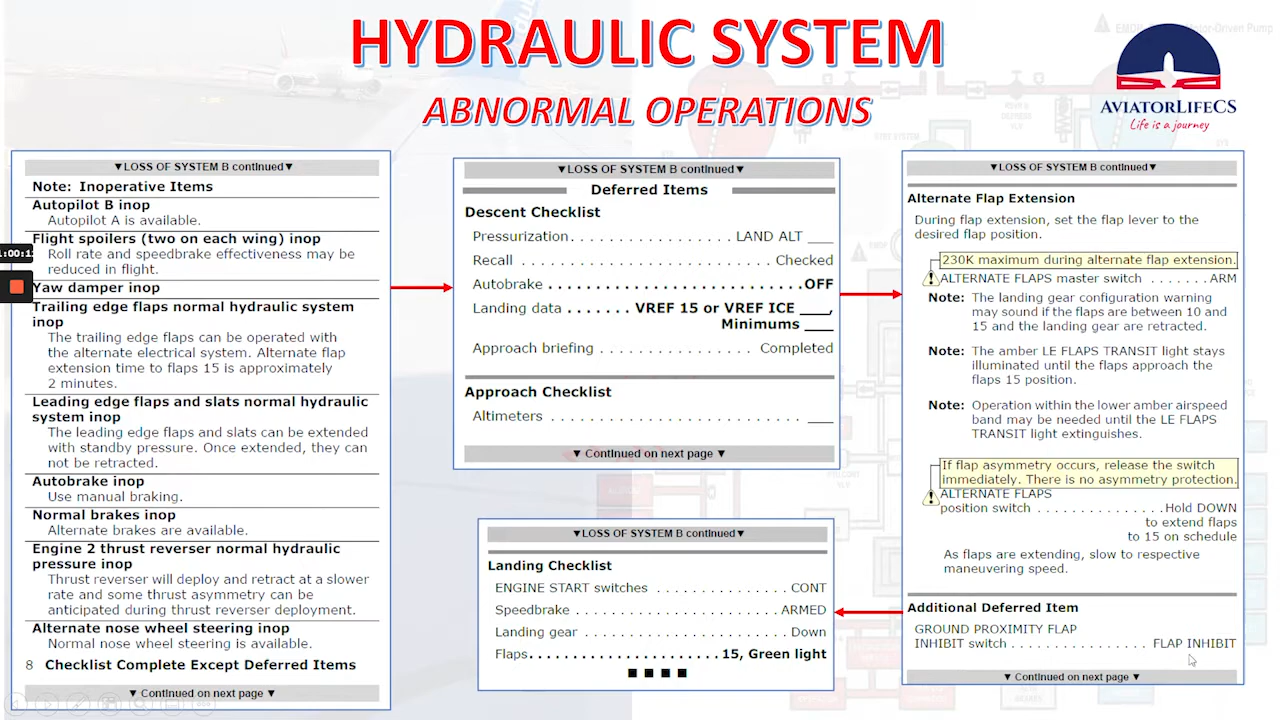 HYDRAULIC SYSTEM
ABNORMAL OPERATIONS
AVIATORLIFECS
Life is a journey
▼LOSS OF SYSTEM B continued▼
Note: Inoperative Items
Autopilot B inop
Autopilot A is available.
Flight spoilers (two on each wing) inop
Roll rate and speedbrake effectiveness may be
reduced in flight.
Yaw damper inop
Trailing edge flaps normal hydraulic system
inop
The trailing edge flaps can be operated with
the alternate electrical system. Alternate flap
extension time to flaps 15 is approximately
2 minutes.
Leading edge flaps and slats normal hydraulic
system inop
The leading edge flaps and slats can be extended
with standby pressure. Once extended, they can
not be retracted.
Autobrake inop
Use manual braking.
Normal brakes inop
Alternate brakes are available.
Engine 2 thrust reverser normal hydraulic
pressure inop
Thrust reverser will deploy and retract at a slower
rate and some thrust asymmetry can be
anticipated during thrust reverser deployment.
Alternate nose wheel steering inop
Normal nose wheel steering is available.
8 Checklist Complete Except Deferred Items
▼ Continued on next page ▼
▼LOSS OF SYSTEM B continued▼
Deferred Items
Descent Checklist
Pressurization. . . . . . . . . . . . . . . . . LAND ALT ___
Recall . . . . . . . . . . . . . . . . . . . . . . . . . Checked
Autobrake . . . . . . . . . . . . . . . . . . . . . . . . .OFF
Landing data . . . . . . . VREF 15 or VREF ICE ___,
Minimums ___
Approach briefing . . . . . . . . . . . . . . . . Completed
Approach Checklist
Altimeters . . . . . . . . . . . . . . . . . . . . . . . . . ___
▼ Continued on next page ▼
▼LOSS OF SYSTEM B continued▼
Landing Checklist
ENGINE START switches . . . . . . . . . . . . . . CONT
Speedbrake . . . . . . . . . . . . . . . . . . . . . ARMED
Landing gear . . . . . . . . . . . . . . . . . . . . . . Down
Flaps. . . . . . . . . . . . . . . . . . . 15, Green light
■ ■ ■ ■
▼LOSS OF SYSTEM B continued▼
Alternate Flap Extension
During flap extension, set the flap lever to the
desired flap position.
230K maximum during alternate flap extension.
ALTERNATE FLAPS master switch . . . . . . . ARM
Note: The landing gear configuration warning
may sound if the flaps are between 10 and
15 and the landing gear are retracted.
Note: The amber LE FLAPS TRANSIT light stays
illuminated until the flaps approach the
flaps 15 position.
Note: Operation within the lower amber airspeed
band may be needed until the LE FLAPS
TRANSIT light extinguishes.
If flap asymmetry occurs, release the switch
immediately. There is no asymmetry protection.
ALTERNATE FLAPS
position switch . . . . . . . . . . . . . . .Hold DOWN
to extend flaps
to 15 on schedule
As flaps are extending, slow to respective
maneuvering speed.
Additional Deferred Item
GROUND PROXIMITY FLAP
INHIBIT switch . . . . . . . . . . . . . . . . FLAP INHIBIT
▼ Continued on next page ▼